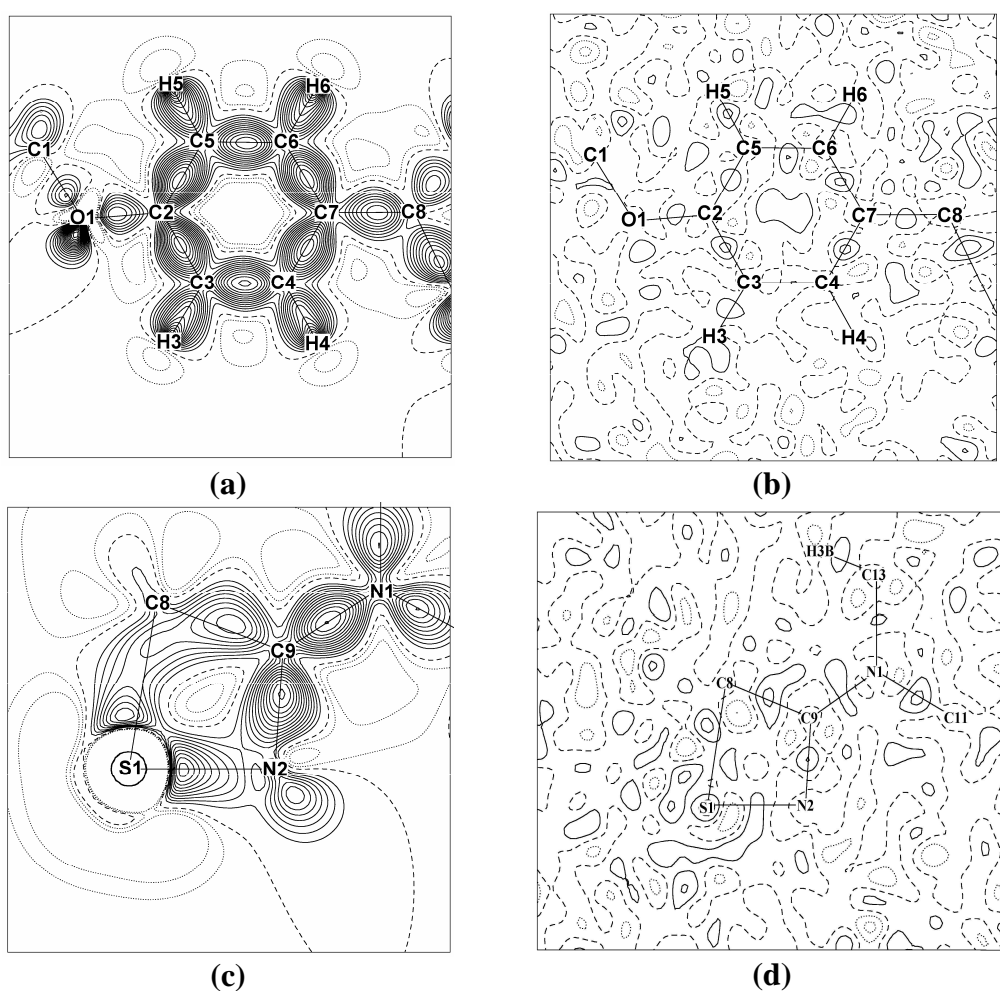 H5 H6
C5 C6
C1
O1 C2 C7 C8
C3 C4
H3 H4
(a)
H5 H6
C1 C5 C6
O1 C2 C7 C8
C3 C4
H3 H4
(b)
N1
C8
C9
S1 N2
(c)
H3B
C13
C8 N1
C9 C11
S1 N2
(d)